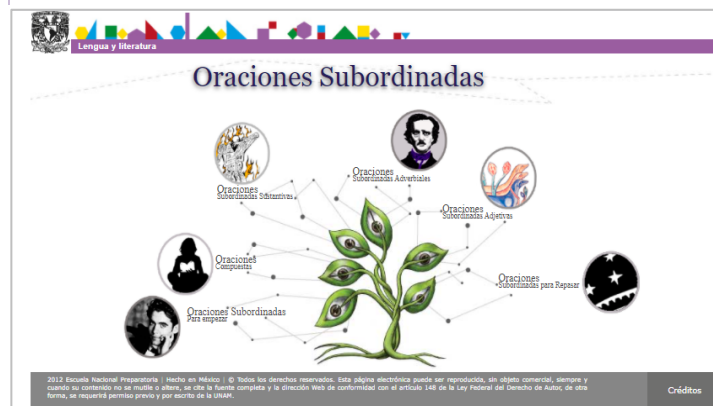 Lengua y literatura
Oraciones Subordinadas
Oraciones
Subordinadas Adverbiales
Oraciones
Subordinadas Sustantivas
Oraciones
Subordinadas Adjetivas
Oraciones
Compuestas
Oraciones
Subordinadas para Repasar
Oraciones Subordinadas
Para empezar
2012 Escuela Nacional Preparatoria | Hecho en México | © Todos los derechos reservados. Esta página electrónica puede ser reproducida, sin objeto comercial, siempre y
cuando su contenido no se mutile o altere, se cite la fuente completa y la dirección Web de conformidad con el artículo 148 de la Ley Federal del Derecho de Autor, de otra
forma, se requerirá permiso previo y por escrito de la UNAM.
Créditos